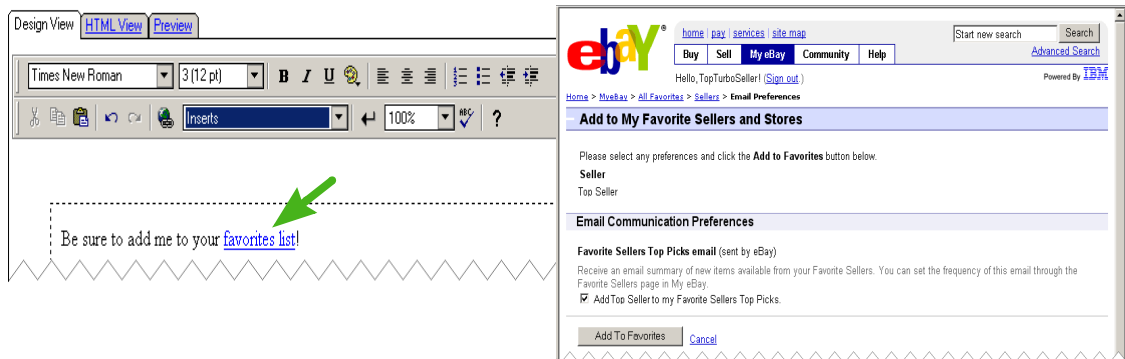 Design View HTML View Preview
Times New Roman 3 (12 pt) B I U
Inserts 100% ABC ?
Be sure to add me to your favorites list!
ebaY®
home | pay | services | site map
Start new search Search
Buy Sell My eBay Community Help
Advanced Search
Hello, TopTurboSeller! (Sign out.)
Powered By IBM
Home > MyeBay > All Favorites > Sellers > Email Preferences
Add to My Favorite Sellers and Stores
Please select any preferences and click the Add to Favorites button below.
Seller
Top Seller
Email Communication Preferences
Favorite Sellers Top Picks email (sent by eBay)
Receive an email summary of new items available from your Favorite Sellers. You can set the frequency of this email through the
Favorite Sellers page in My eBay.
Add Top Seller to my Favorite Sellers Top Picks.
Add To Favorites Cancel